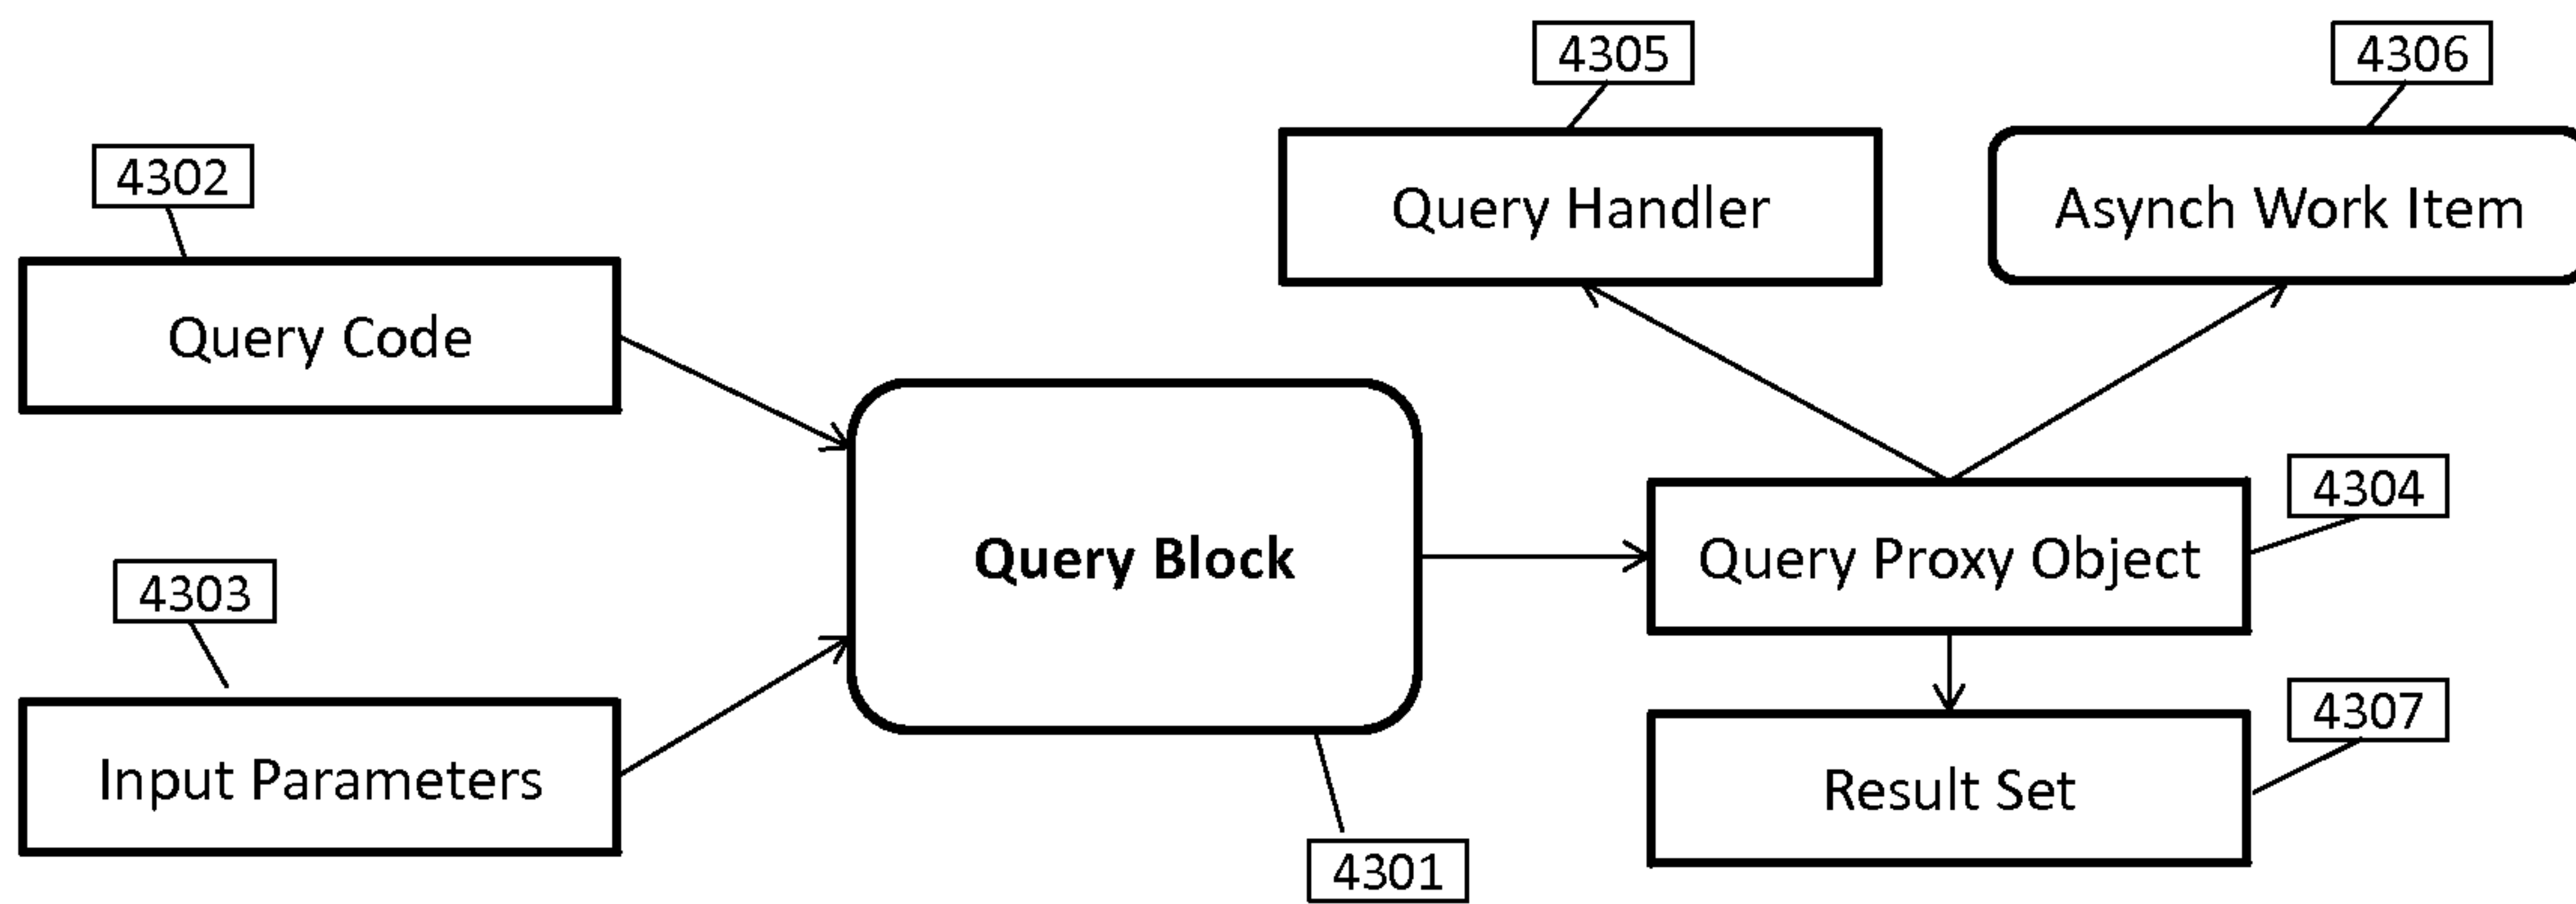 4305
4306
4302
Query Handler
Asynch Work Item
Query Code
4304
Query Block
Query Proxy Object
4303
4307
Input Parameters
Result Set
4301